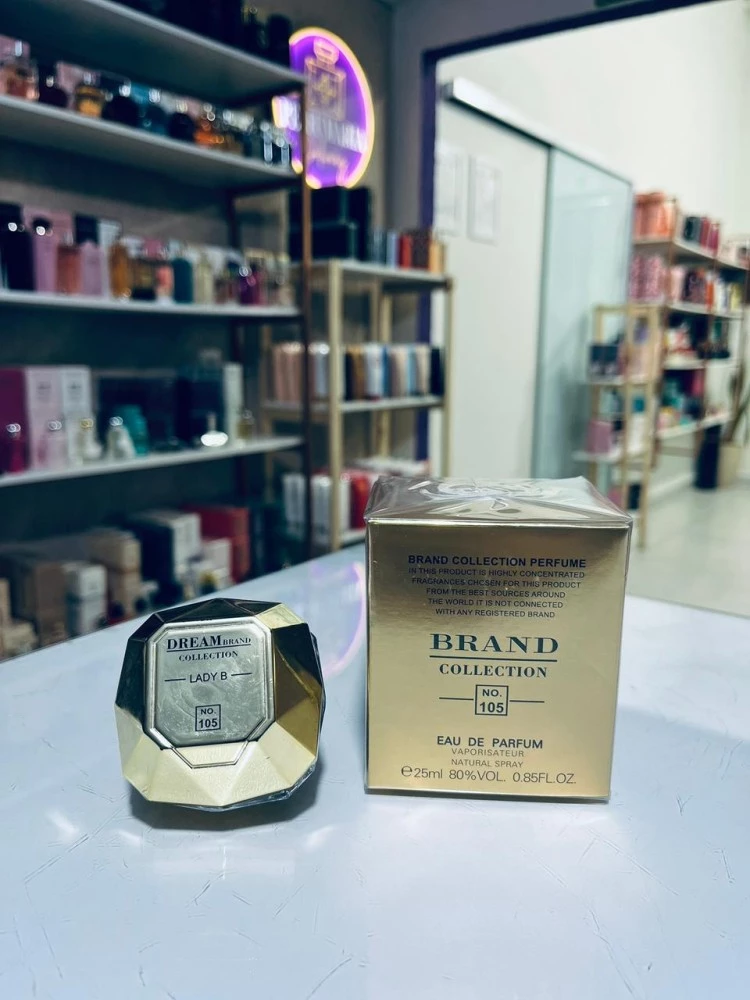 DREAM BRAND
COLLECTION
LADY B
NO.
105
BRAND COLLECTION PERFUME
IN THIS PRODUCT IS HIGHLY CONCENTRATED
FRAGRANCES CHCSEN FOR THIS PRODUCT
FROM THE BEST SOURCES AROUND
THE WORLD IT IS NOT CONNECTED
WITH ANY REGISTERED BRAND
BRAND
COLLECTION
NO.
105
EAU DE PARFUM
VAPORISATEUR
NATURAL SPRAY
℮25ml 80%VOL. 0.85FL.OZ.